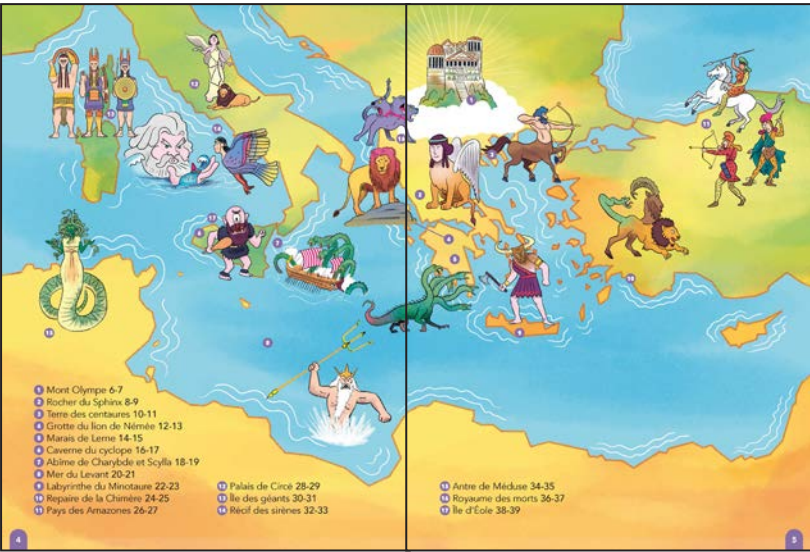 1 Mont Olympe 6-7
2 Rocher du Sphinx 8-9
3 Terre des centaures 10-11
4 Grotte du lion de Némée 12-13
5 Marais de Lerne 14-15
6 Caverne du cyclope 16-17
7 Abîme de Charybde et Scylla 18-19
8 Mer du Levant 20-21
9 Labyrinthe du Minotaure 22-23
10 Repaire de la Chimère 24-25
11 Pays des Amazones 26-27
12 Palais de Circé 28-29
13 Île des géants 30-31
14 Récif des sirènes 32-33
15 Antre de Méduse 34-35
16 Royaume des morts 36-37
17 Île d'Éole 38-39
4
5